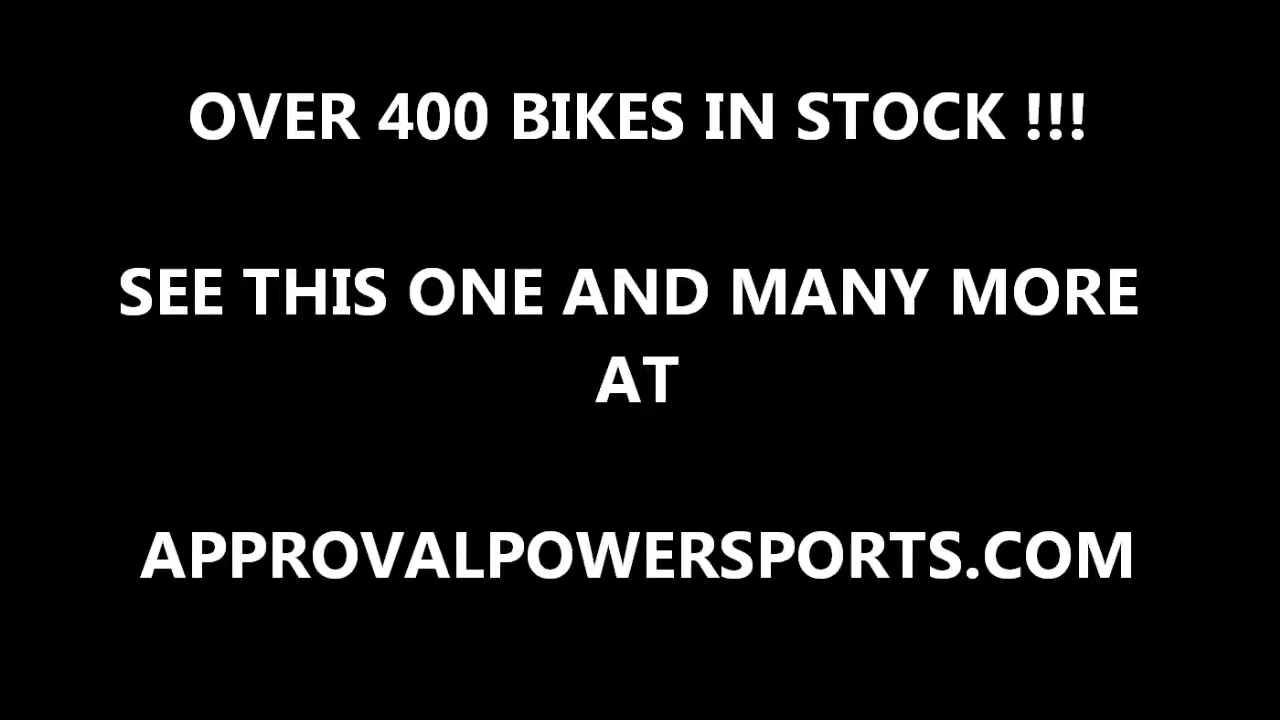 OVER 400 BIKES IN STOCK !!!
SEE THIS ONE AND MANY MORE
AT
APPROVALPOWERSPORTS.COM